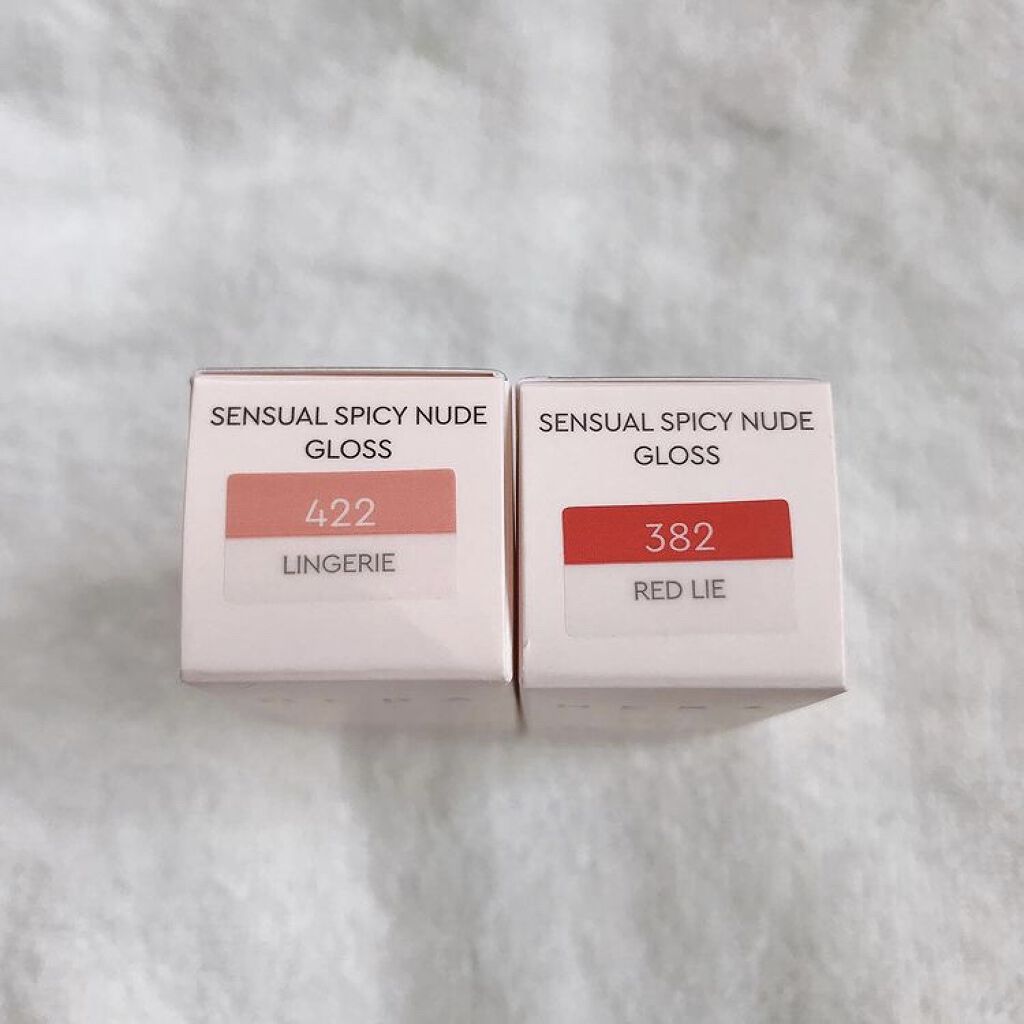 SENSUAL SPICY NUDE
GLOSS
422
LINGERIE
SENSUAL SPICY NUDE
GLOSS
382
RED LIE